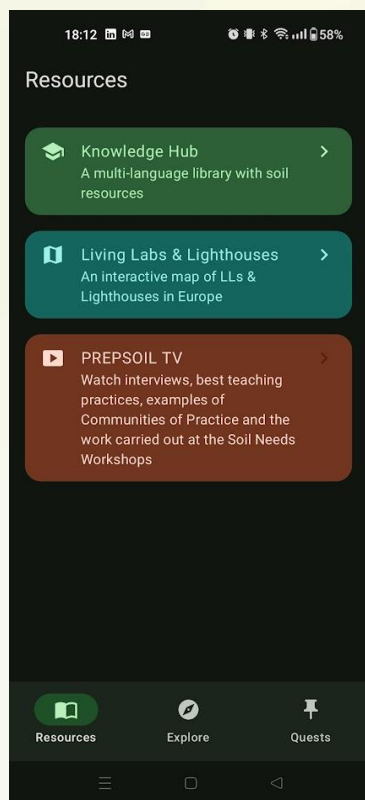 18:12
58%
Resources
Knowledge Hub
A multi-language library with soil
resources
Living Labs & Lighthouses
An interactive map of LLs &
Lighthouses in Europe
PREPSOIL TV
Watch interviews, best teaching
practices, examples of
Communities of Practice and the
work carried out at the Soil Needs
Workshops
Resources
Explore
Quests